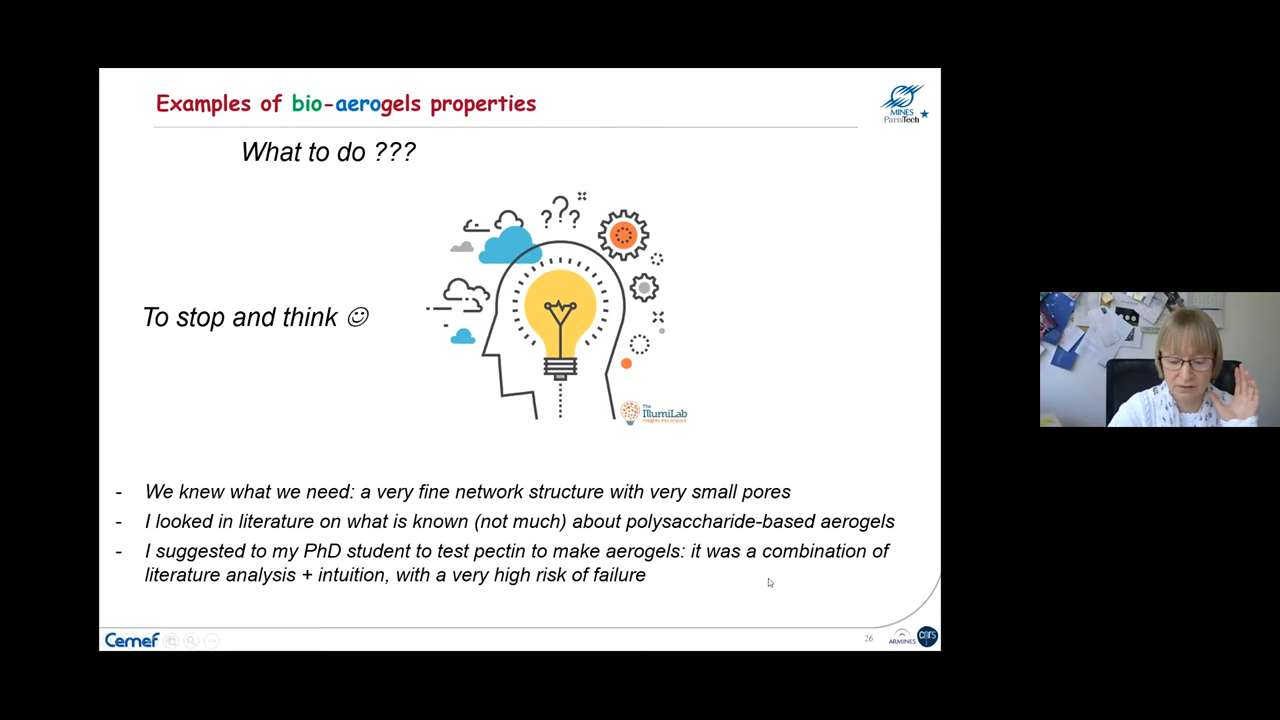 Examples of bio-aerogels properties
MINES
ParisTech
What to do ???
? ? ?
To stop and think ☺
The
IllumiLab
insights into impact
- We knew what we need: a very fine network structure with very small pores
- I looked in literature on what is known (not much) about polysaccharide-based aerogels
- I suggested to my PhD student to test pectin to make aerogels: it was a combination of
literature analysis + intuition, with a very high risk of failure
Cemef
26
ARMINES
cnrs